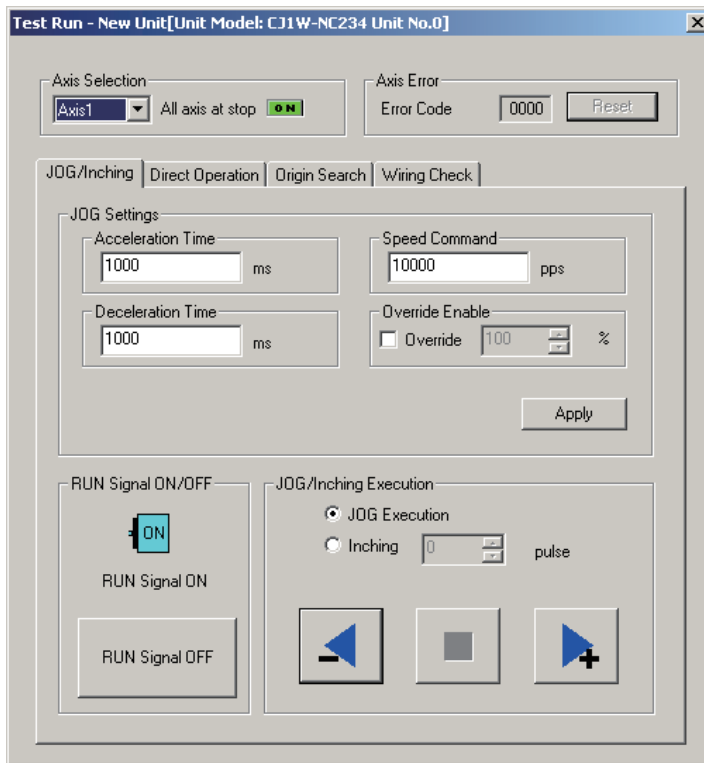 Test Run - New Unit[Unit Model: CJ1W-NC234 Unit No.0]
Axis Selection
Axis1 All axis at stop ON
Axis Error
Error Code 0000 Reset
JOG/Inching Direct Operation Origin Search Wiring Check
JOG Settings
Acceleration Time
1000 ms
Speed Command
10000 pps
Deceleration Time
1000 ms
Override Enable
Override 100 %
Apply
RUN Signal ON/OFF
ON
RUN Signal ON
RUN Signal OFF
JOG/Inching Execution
JOG Execution
Inching 0 pulse